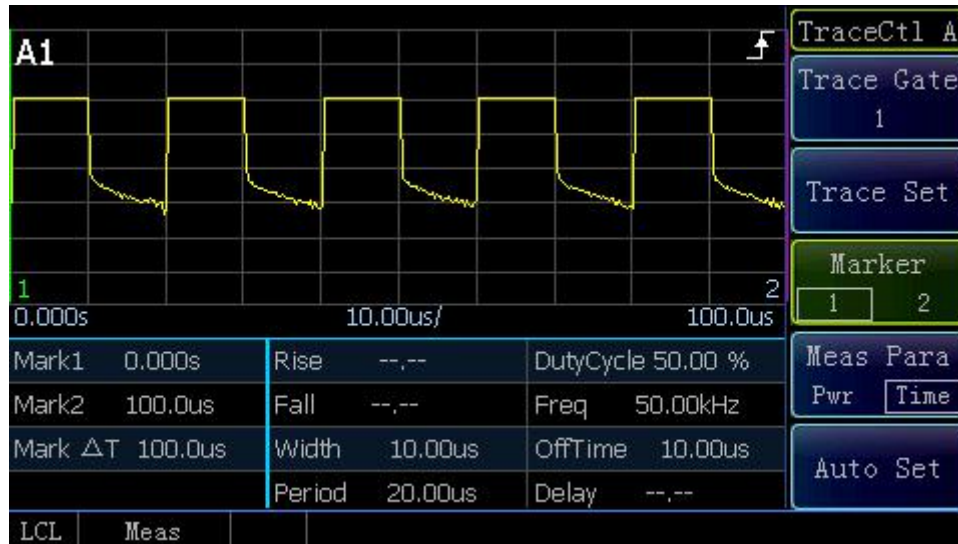 A1
1
2
0.000s 10.00us/ 100.0us
Mark1 0.000s Rise --.-- DutyCycle 50.00 %
Mark2 100.0us Fall --.-- Freq 50.00kHz
Mark △T 100.0us Width 10.00us OffTime 10.00us
Period 20.00us Delay --.--
LCL Meas
TraceCtl A
Trace Gate
1
Trace Set
Marker
1 2
Meas Para
Pwr Time
Auto Set